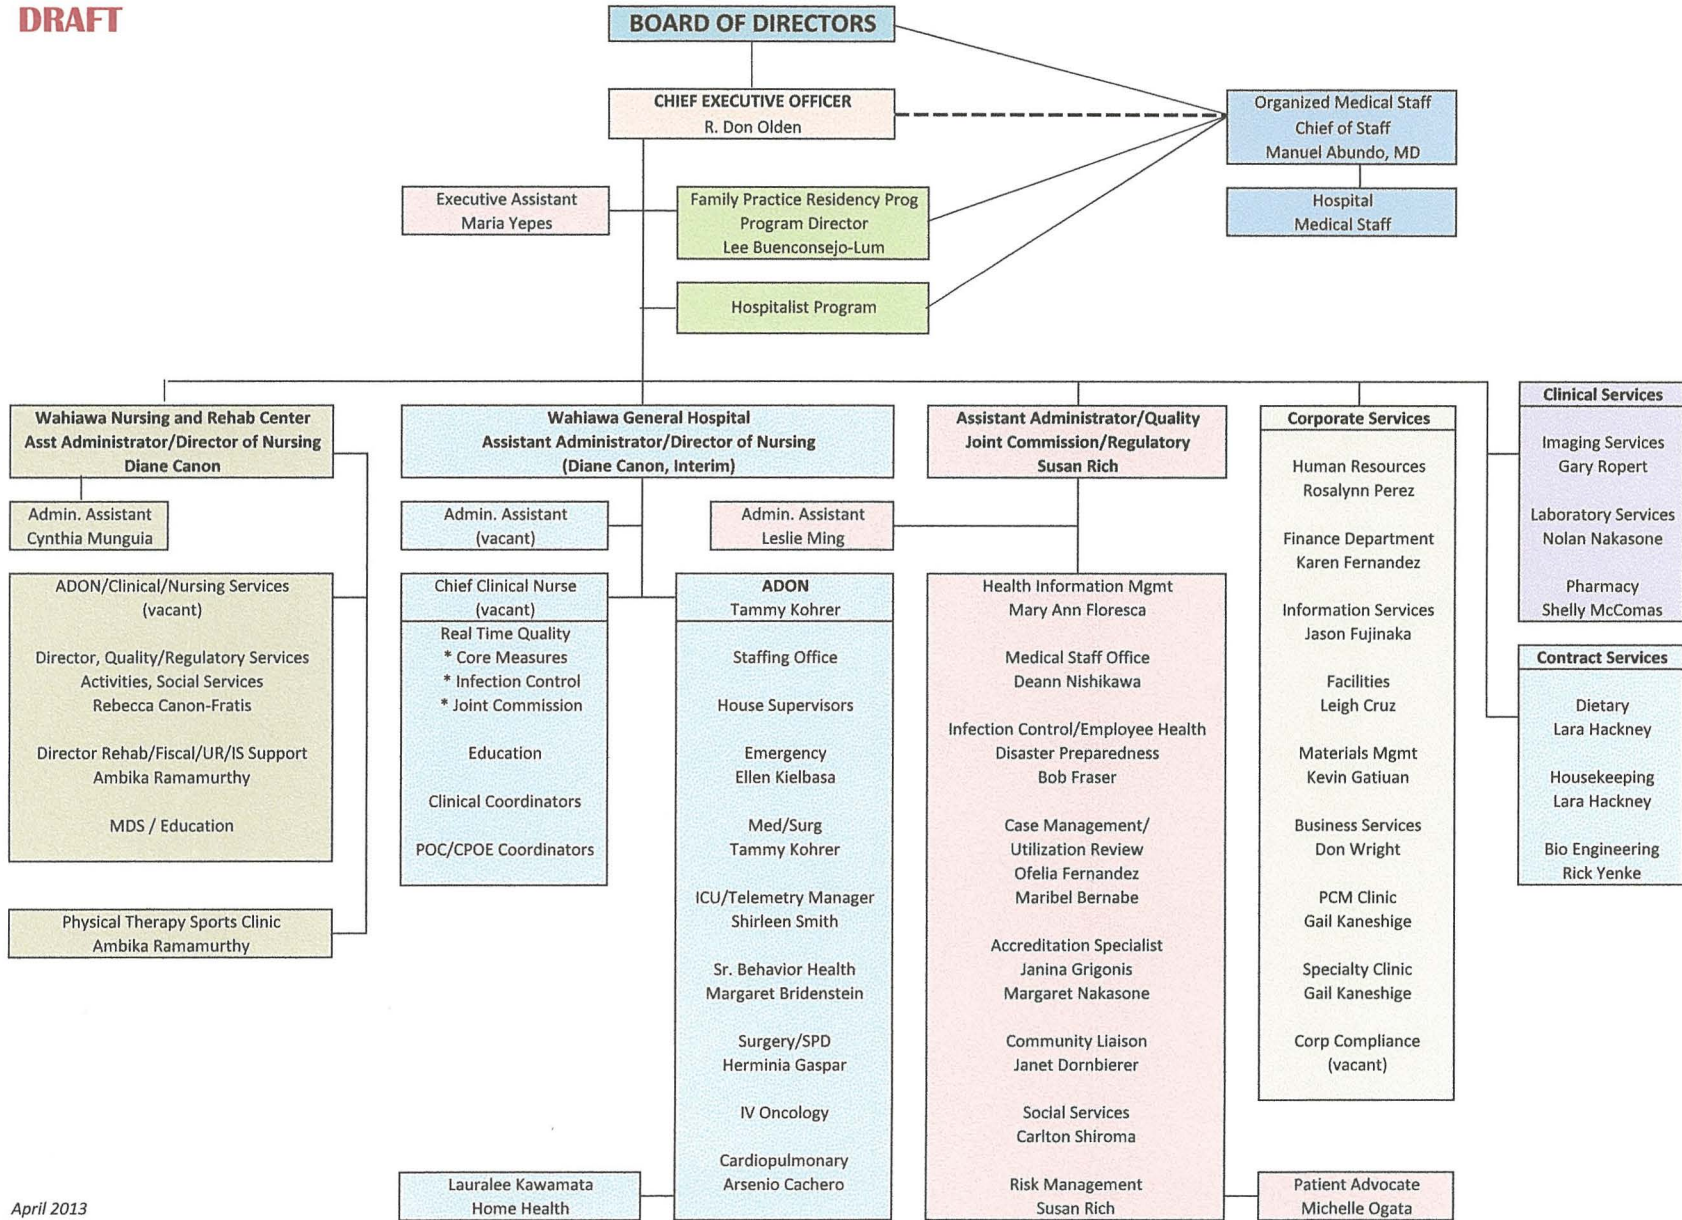 DRAFT
BOARD OF DIRECTORS
CHIEF EXECUTIVE OFFICER
R. Don Olden
Organized Medical Staff
Chief of Staff
Manuel Abundo, MD
Hospital
Medical Staff
Executive Assistant
Maria Yepes
Family Practice Residency Prog
Program Director
Lee Buenconsejo-Lum
Hospitalist Program
Wahiawa Nursing and Rehab Center
Asst Administrator/Director of Nursing
Diane Canon
Admin. Assistant
Cynthia Munguia
ADON/Clinical/Nursing Services
(vacant)
Director, Quality/Regulatory Services
Activities, Social Services
Rebecca Canon-Fratis
Director Rehab/Fiscal/UR/IS Support
Ambika Ramamurthy
MDS / Education
Physical Therapy Sports Clinic
Ambika Ramamurthy
Wahiawa General Hospital
Assistant Administrator/Director of Nursing
(Diane Canon, Interim)
Admin. Assistant
(vacant)
Chief Clinical Nurse
(vacant)
Real Time Quality
* Core Measures
* Infection Control
* Joint Commission
Education
Clinical Coordinators
POC/CPOE Coordinators
ADON
Tammy Kohrer
Staffing Office
House Supervisors
Emergency
Ellen Kielbasa
Med/Surg
Tammy Kohrer
ICU/Telemetry Manager
Shirleen Smith
Sr. Behavior Health
Margaret Bridenstein
Surgery/SPD
Herminia Gaspar
IV Oncology
Cardiopulmonary
Arsenio Cachero
Lauralee Kawamata
Home Health
Assistant Administrator/Quality
Joint Commission/Regulatory
Susan Rich
Admin. Assistant
Leslie Ming
Health Information Mgmt
Mary Ann Floresca
Medical Staff Office
Deann Nishikawa
Infection Control/Employee Health
Disaster Preparedness
Bob Fraser
Case Management/
Utilization Review
Ofelia Fernandez
Maribel Bernabe
Accreditation Specialist
Janina Grigonis
Margaret Nakasone
Community Liaison
Janet Dornbierer
Social Services
Carlton Shiroma
Risk Management
Susan Rich
Patient Advocate
Michelle Ogata
Corporate Services
Human Resources
Rosalynn Perez
Finance Department
Karen Fernandez
Information Services
Jason Fujinaka
Facilities
Leigh Cruz
Materials Mgmt
Kevin Gatiuan
Business Services
Don Wright
PCM Clinic
Gail Kaneshige
Specialty Clinic
Gail Kaneshige
Corp Compliance
(vacant)
Clinical Services
Imaging Services
Gary Ropert
Laboratory Services
Nolan Nakasone
Pharmacy
Shelly McComas
Contract Services
Dietary
Lara Hackney
Housekeeping
Lara Hackney
Bio Engineering
Rick Yenke
April 2013